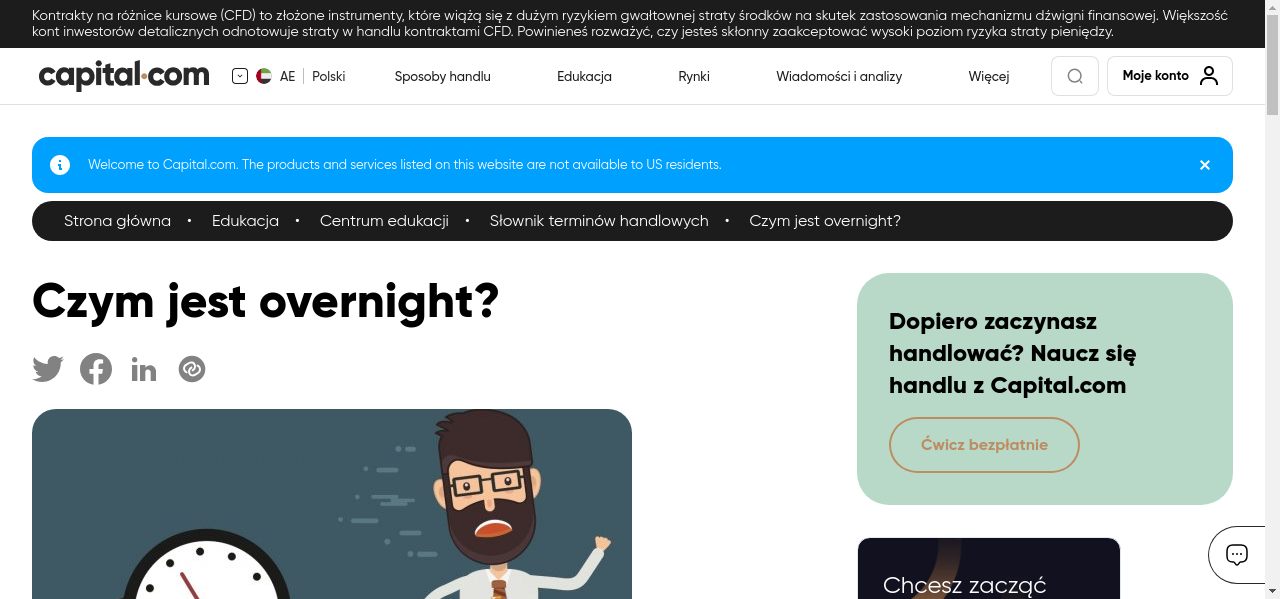 Kontrakty na różnice kursowe (CFD) to złożone instrumenty, które wiążą się z dużym ryzykiem gwałtownej straty środków na skutek zastosowania mechanizmu dźwigni finansowej. Większość
kont inwestorów detalicznych odnotowuje straty w handlu kontraktami CFD. Powinieneś rozważyć, czy jesteś skłonny zaakceptować wysoki poziom ryzyka straty pieniędzy.
capital.com AE Polski Sposoby handlu Edukacja Rynki Wiadomości i analizy Więcej Moje konto
Welcome to Capital.com. The products and services listed on this website are not available to US residents.
Strona główna • Edukacja • Centrum edukacji • Słownik terminów handlowych • Czym jest overnight?
Czym jest overnight?
Dopiero zaczynasz
handlować? Naucz się
handlu z Capital.com
Ćwicz bezpłatnie
Chcesz zacząć